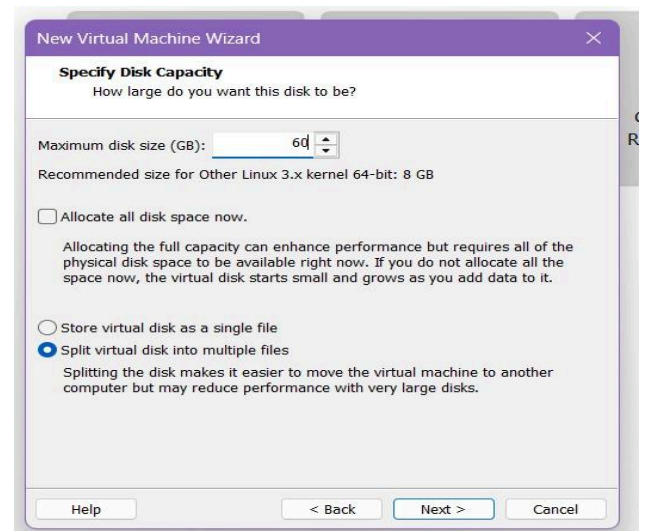 New Virtual Machine Wizard
Specify Disk Capacity
How large do you want this disk to be?
Maximum disk size (GB): 60
Recommended size for Other Linux 3.x kernel 64-bit: 8 GB
Allocate all disk space now.
Allocating the full capacity can enhance performance but requires all of the
physical disk space to be available right now. If you do not allocate all the
space now, the virtual disk starts small and grows as you add data to it.
Store virtual disk as a single file
Split virtual disk into multiple files
Splitting the disk makes it easier to move the virtual machine to another
computer but may reduce performance with very large disks.
Help < Back Next > Cancel